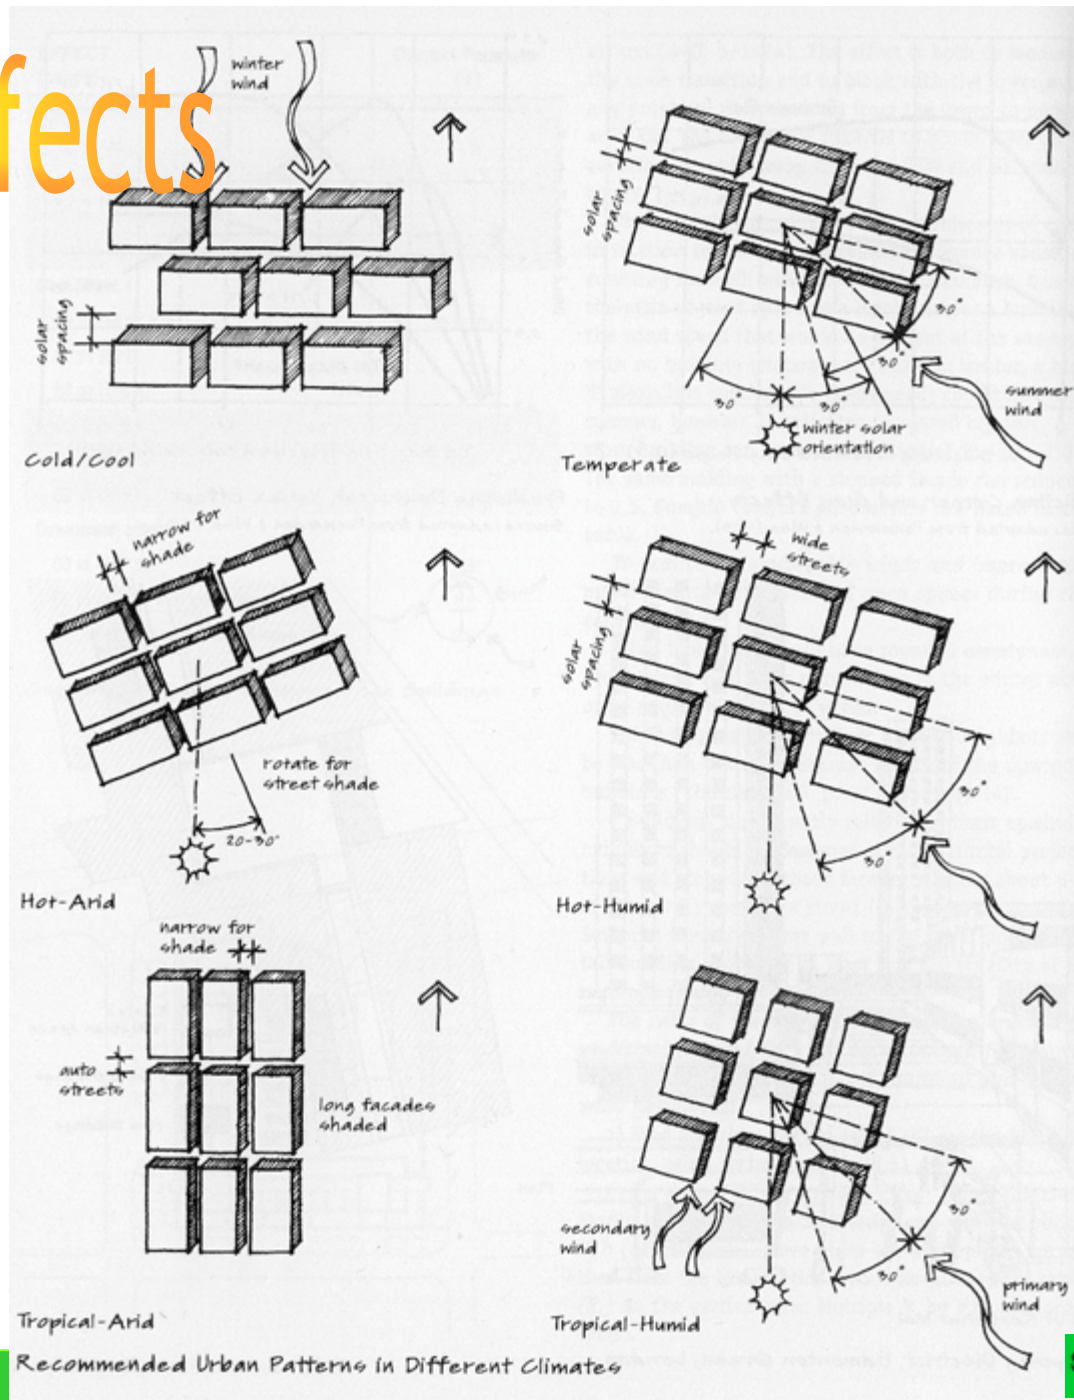 fects
winter
wind
solar
spacing
Cold/Cool
solar
spacing
30°
30°
30°
30°
summer
wind
winter solar
orientation
Temperate
narrow for
shade
rotate for
street shade
20-30°
Hot-Arid
wide
streets
solar
spacing
30°
30°
Hot-Humid
narrow for
shade
auto
streets
long facades
shaded
Tropical-Arid
secondary
wind
30°
30°
primary
wind
Tropical-Humid
Recommended Urban Patterns in Different Climates